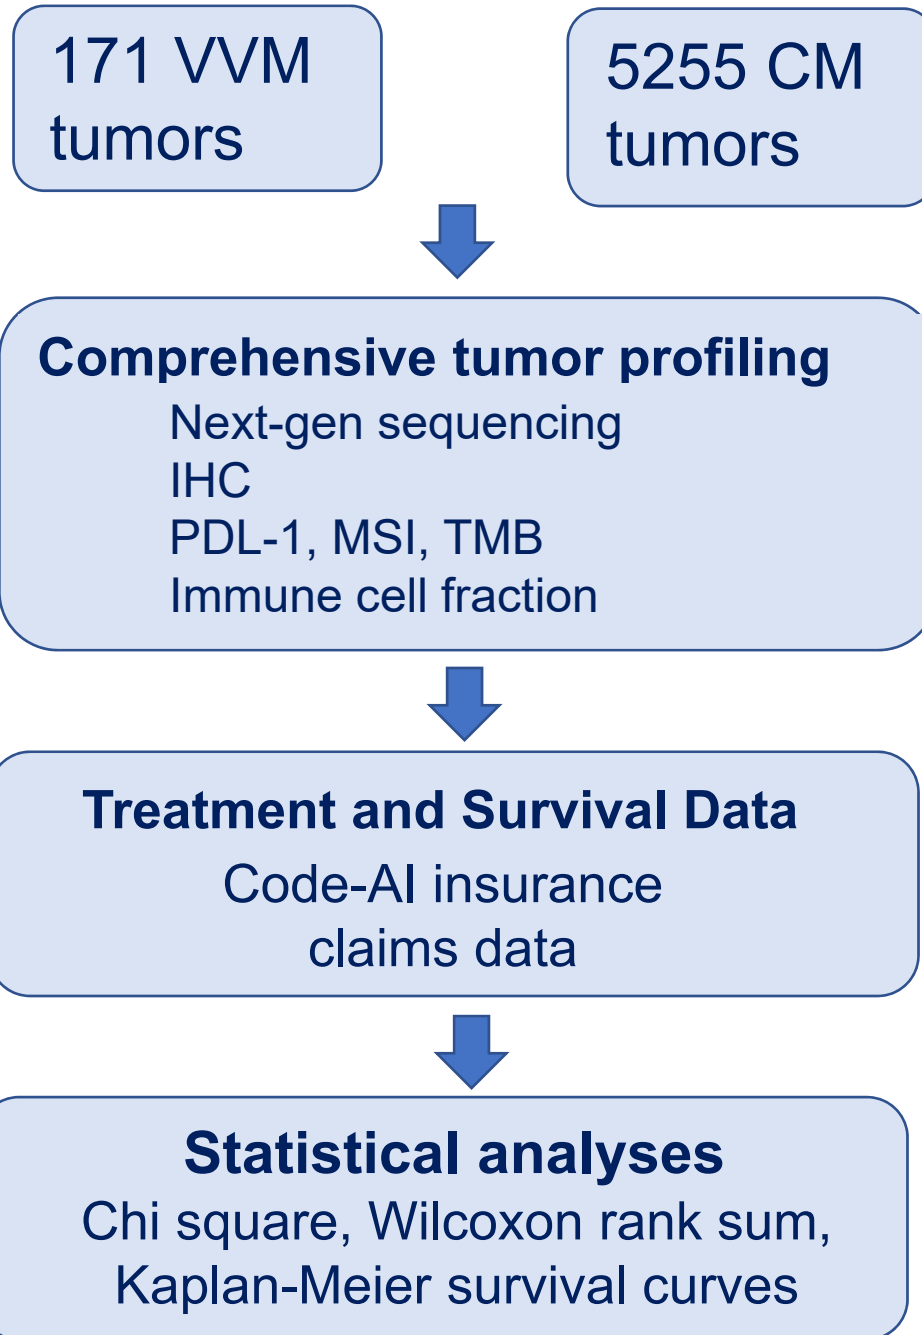 171 VVM
tumors
5255 CM
tumors
Comprehensive tumor profiling
Next-gen sequencing
IHC
PDL-1, MSI, TMB
Immune cell fraction
Treatment and Survival Data
Code-AI insurance
claims data
Statistical analyses
Chi square, Wilcoxon rank sum,
Kaplan-Meier survival curves